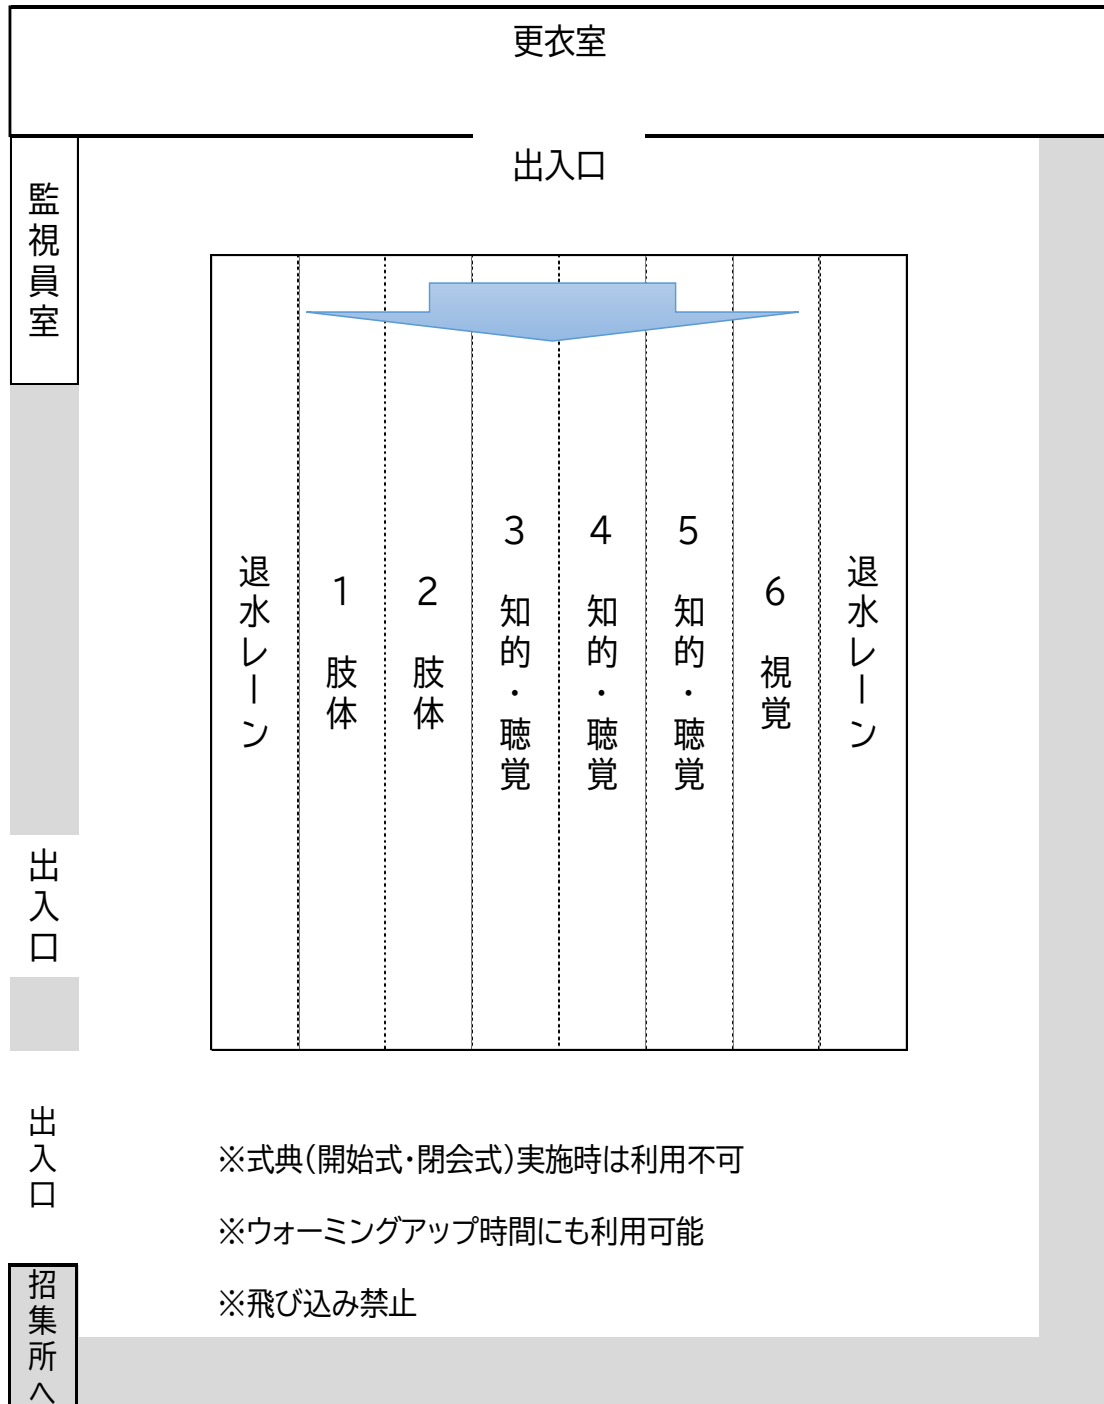 更衣室
出入口
監視員室
退水レーン
1 肢体
2 肢体
3 知的・聴覚
4 知的・聴覚
5 知的・聴覚
6 視覚
退水レーン
出入口
出入口
※式典(開始式・閉会式)実施時は利用不可
※ウォーミングアップ時間にも利用可能
※飛び込み禁止
招集所へ